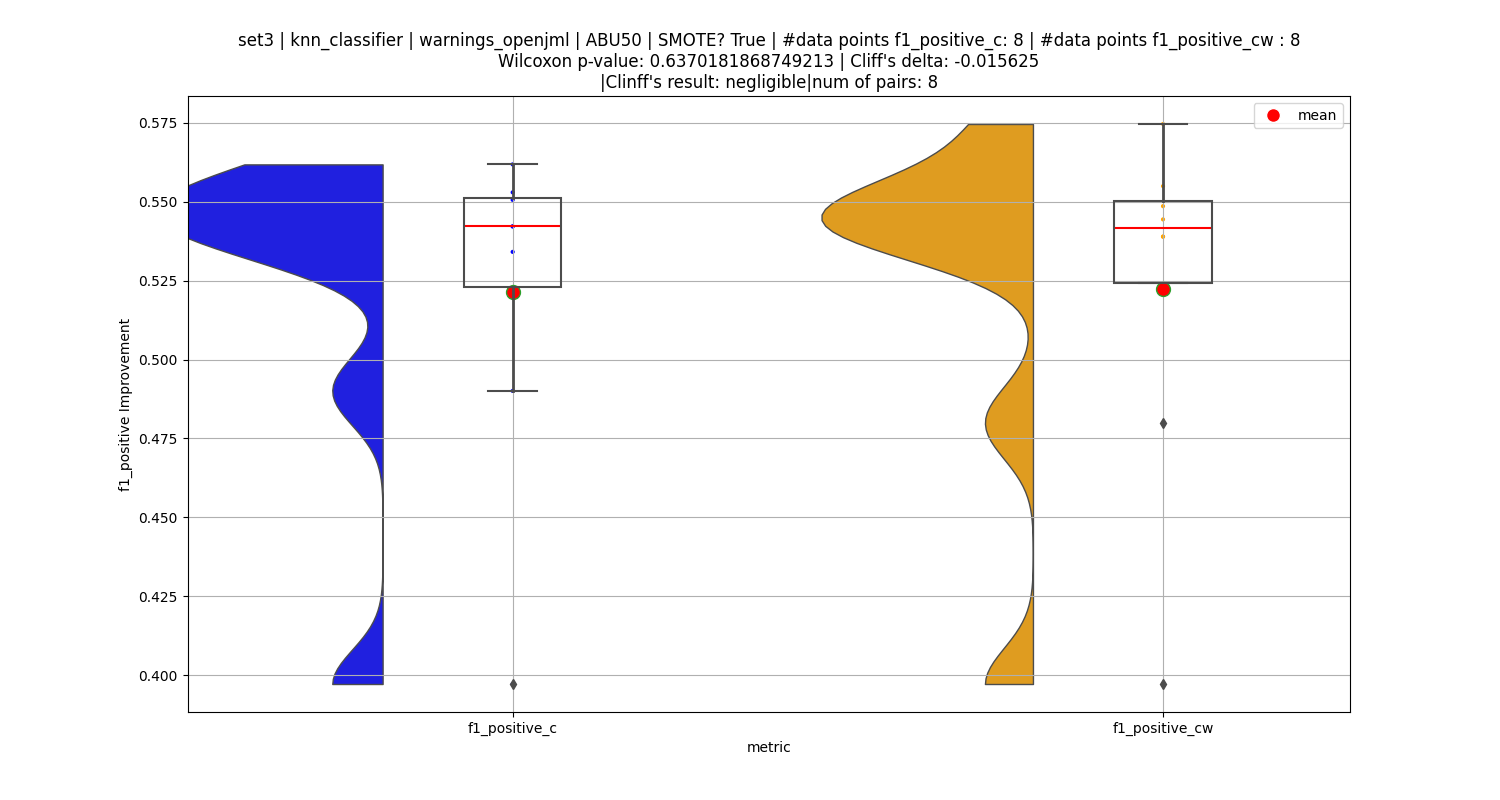 set3 | knn_classifier | warnings_openjml | ABU50 | SMOTE? True | #data points f1_positive_c: 8 | #data points f1_positive_cw : 8
Wilcoxon p-value: 0.6370181868749213 | Cliff's delta: -0.015625
|Clinff's result: negligible|num of pairs: 8
mean
0.575
0.550
0.525
0.500
0.475
0.450
0.425
0.400
f1_positive Improvement
f1_positive_c
f1_positive_cw
metric